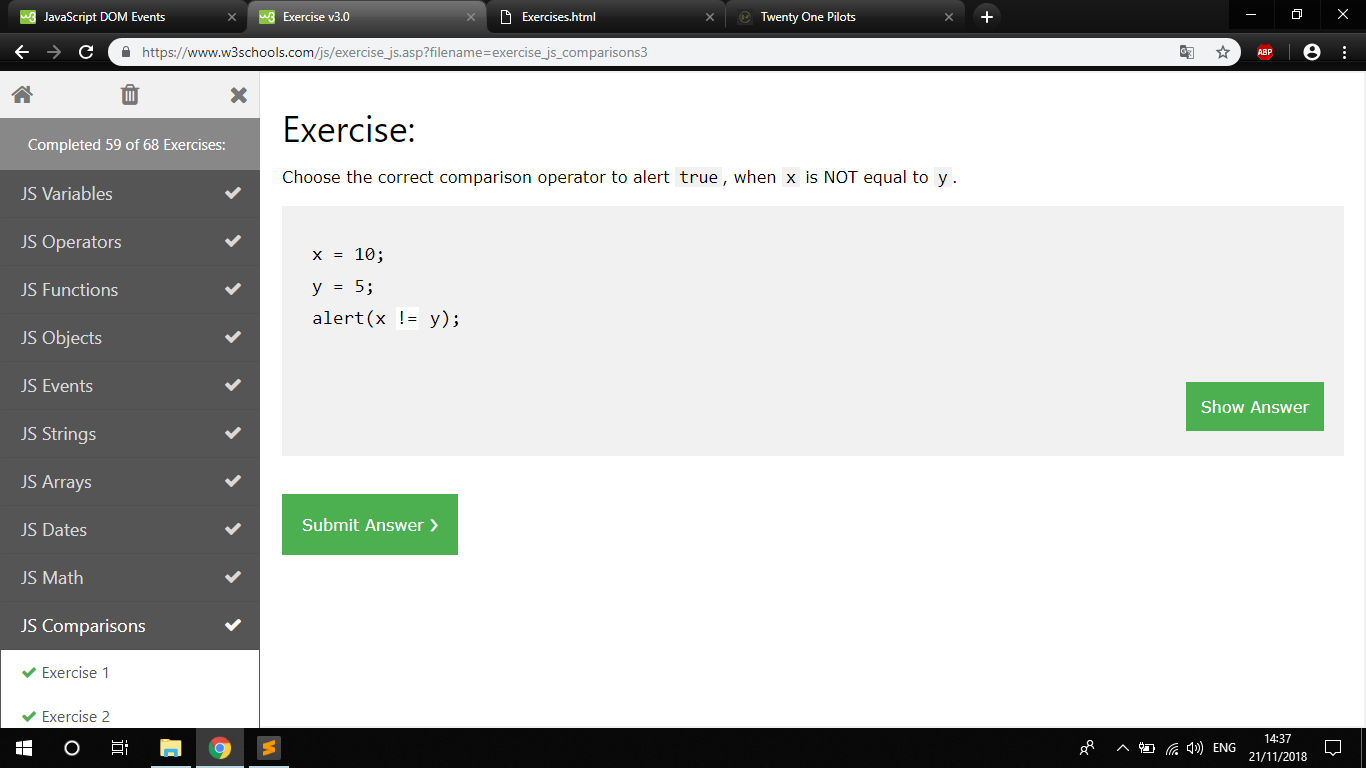 JavaScript DOM Events
Exercise v3.0
Exercises.html
Twenty One Pilots
https://www.w3schools.com/js/exercise_js.asp?filename=exercise_js_comparisons3
ABP
Completed 59 of 68 Exercises:
JS Variables
JS Operators
JS Functions
JS Objects
JS Events
JS Strings
JS Arrays
JS Dates
JS Math
JS Comparisons
Exercise 1
Exercise 2
Exercise:
Choose the correct comparison operator to alert true, when x is NOT equal to y.
x = 10;
y = 5;
alert(x != y);
Show Answer
Submit Answer ❯
ENG
14:37
21/11/2018